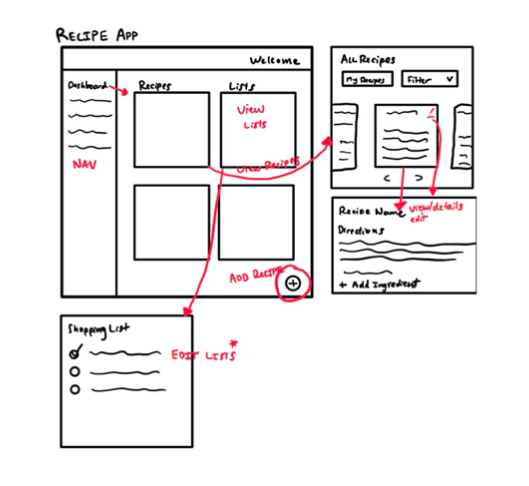 RECIPE APP
Welcome
Dashboard
Recipes
Lists
View
Lists
NAV
View Recipes
ADD RECIPE
+
All Recipes
My Recipes
Filter V
< >
Recipe Name
View/details
edit
Directions
+ Add Ingredient
Shopping List
EDIT LISTS*